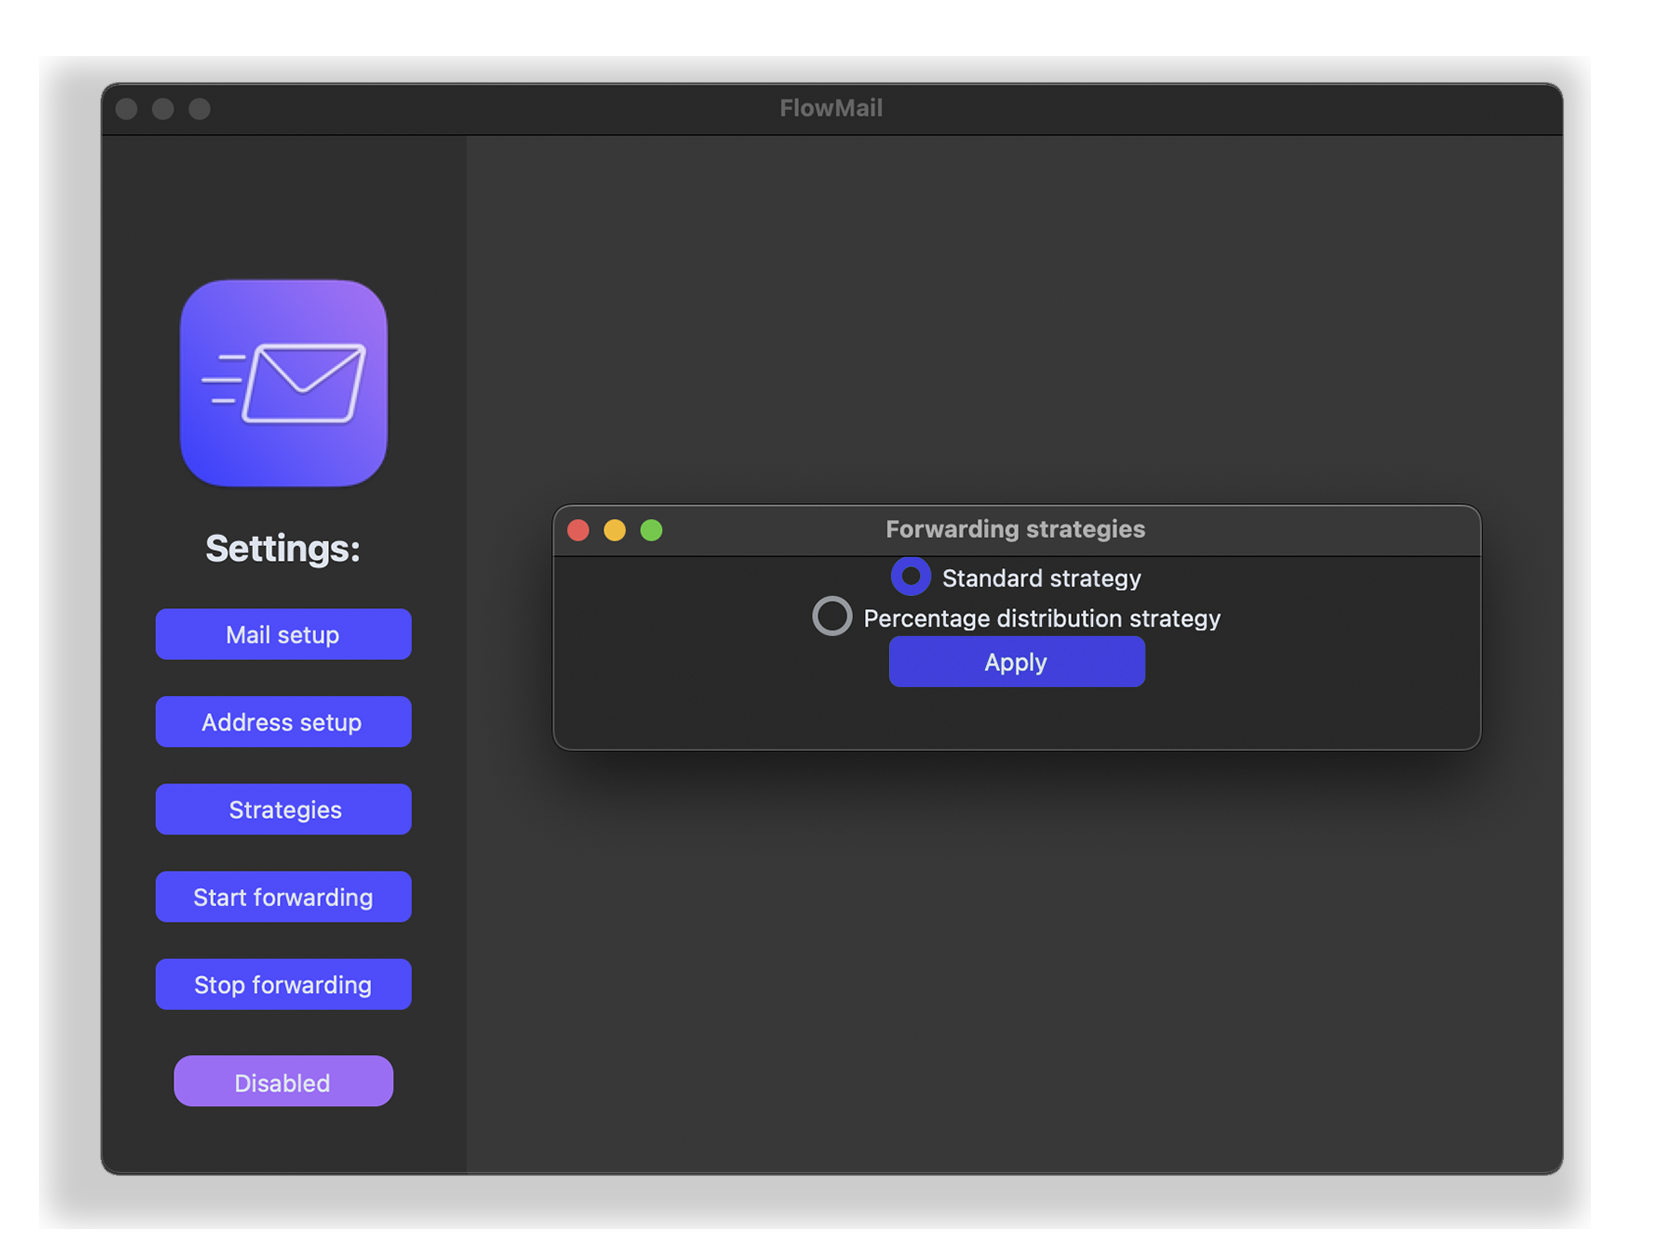 FlowMail
Settings:
Mail setup
Address setup
Strategies
Start forwarding
Stop forwarding
Disabled
Forwarding strategies
Standard strategy
Percentage distribution strategy
Apply